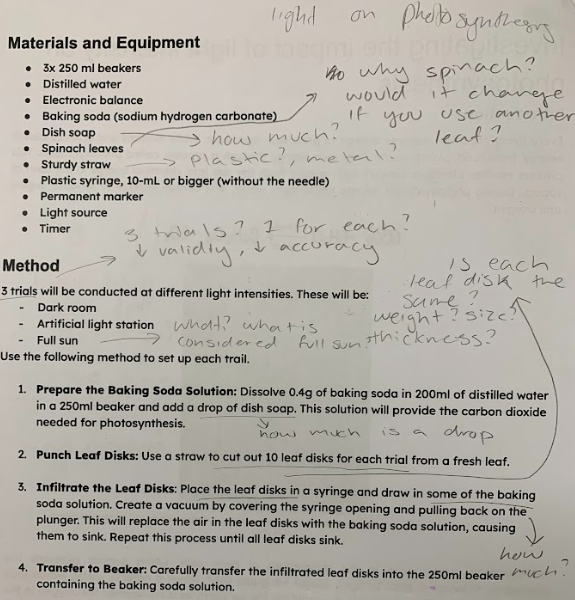 light on photosynthesis
Materials and Equipment
• 3x 250 ml beakers
• Distilled water
• Electronic balance
• Baking soda (sodium hydrogen carbonate)
• Dish soap
• Spinach leaves
• Sturdy straw
• Plastic syringe, 10-mL or bigger (without the needle)
• Permanent marker
• Light source
• Timer
why spinach?
would it change
if you use another
leaf?
how much?
plastic?, metal?
3 trials? 1 for each?
↓ validity, ↓ accuracy
Method
3 trials will be conducted at different light intensities. These will be:
- Dark room
- Artificial light station
- Full sun
what? what is
considered full sun?
is each
leaf disk the
same?
weight? size?
thickness?
Use the following method to set up each trail.
1. Prepare the Baking Soda Solution: Dissolve 0.4g of baking soda in 200ml of distilled water
in a 250ml beaker and add a drop of dish soap. This solution will provide the carbon dioxide
needed for photosynthesis.
how much is a drop
2. Punch Leaf Disks: Use a straw to cut out 10 leaf disks for each trial from a fresh leaf.
3. Infiltrate the Leaf Disks: Place the leaf disks in a syringe and draw in some of the baking
soda solution. Create a vacuum by covering the syringe opening and pulling back on the
plunger. This will replace the air in the leaf disks with the baking soda solution, causing
them to sink. Repeat this process until all leaf disks sink.
how
much?
4. Transfer to Beaker: Carefully transfer the infiltrated leaf disks into the 250ml beaker
containing the baking soda solution.